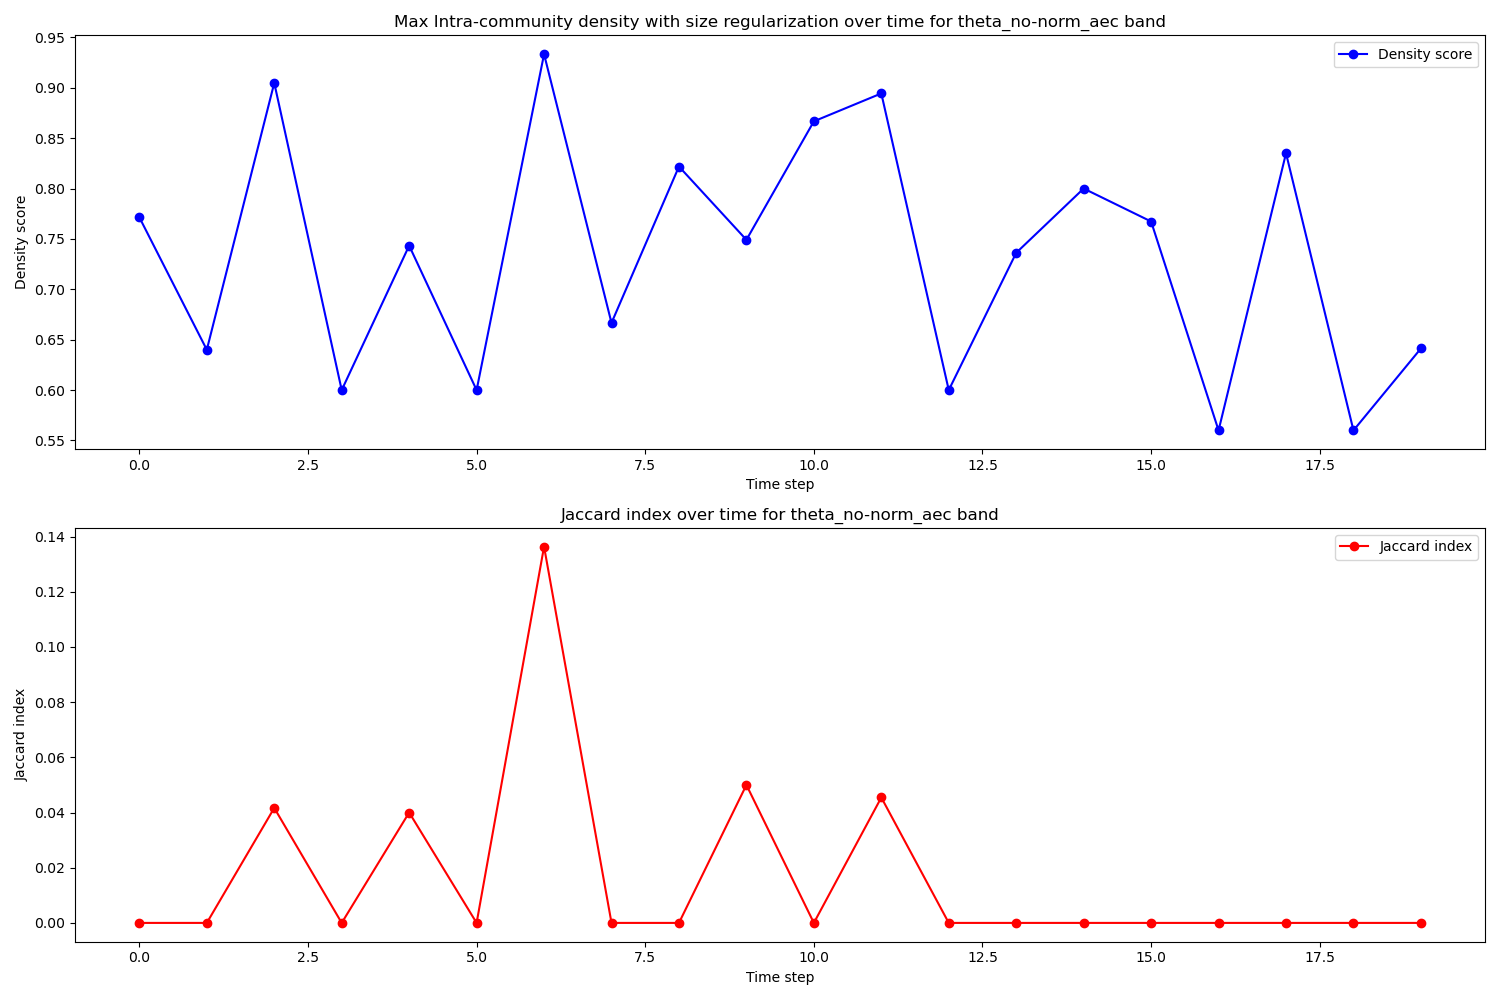 Max Intra-community density with size regularization over time for theta_no-norm_aec band
0.95
0.90
0.85
0.80
0.75
0.70
0.65
0.60
0.55
Density score
Density score
0.0 2.5 5.0 7.5 10.0 12.5 15.0 17.5
Time step
Jaccard index over time for theta_no-norm_aec band
0.14
0.12
0.10
0.08
0.06
0.04
0.02
0.00
Jaccard index
Jaccard index
0.0 2.5 5.0 7.5 10.0 12.5 15.0 17.5
Time step